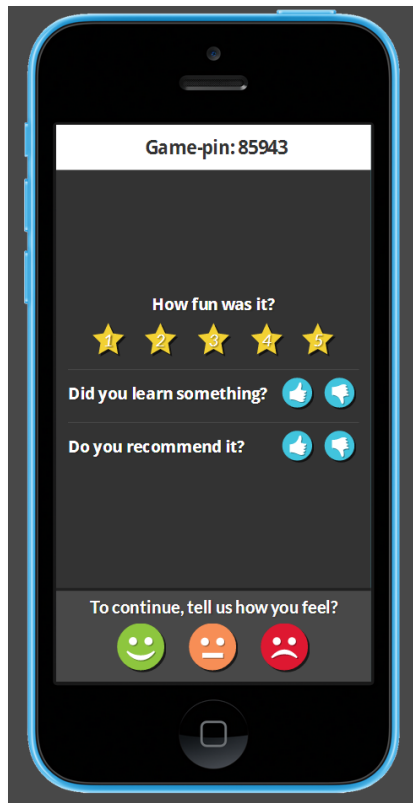 Game-pin: 85943
How fun was it?
1 2 3 4 5
Did you learn something?
Do you recommend it?
To continue, tell us how you feel?